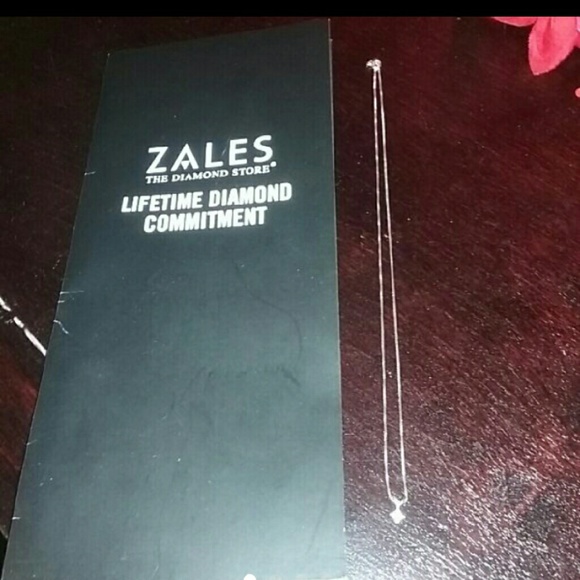 ZALES®
THE DIAMOND STORE®
LIFETIME DIAMOND
COMMITMENT